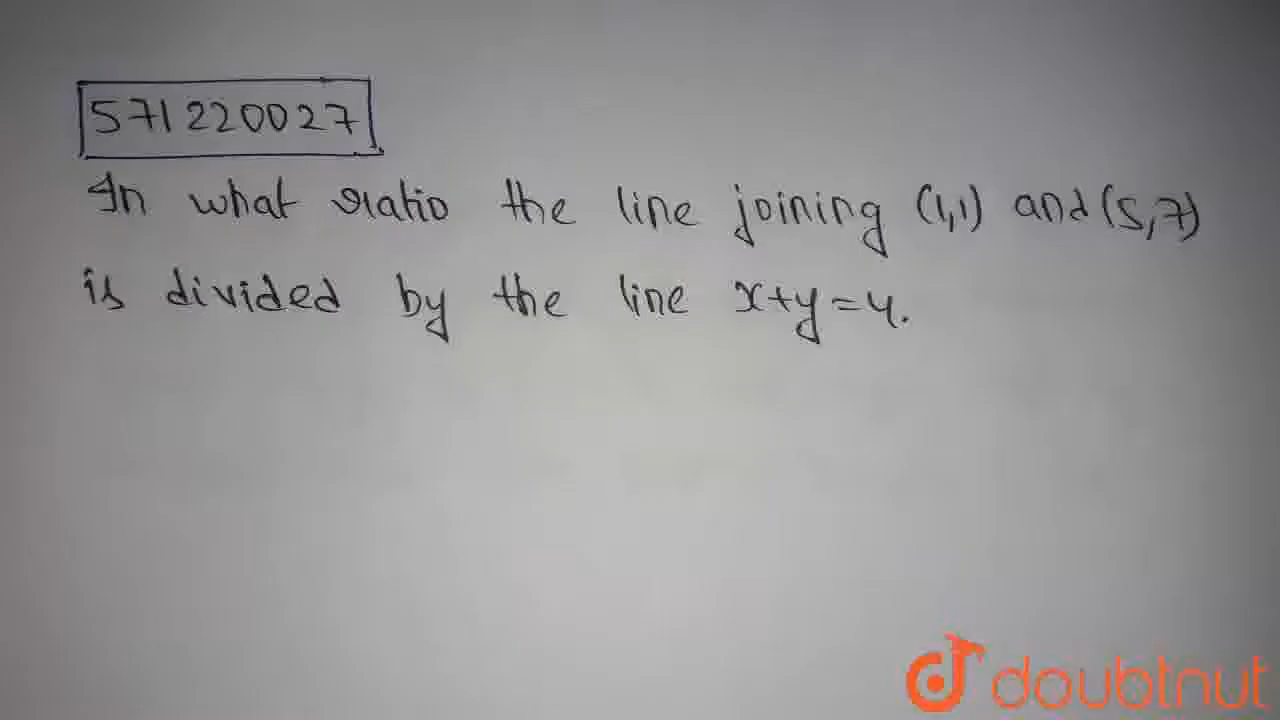 571220027
In what ratio the line joining (1,1) and (5,7)
is divided by the line x+y=4.
doubtnut